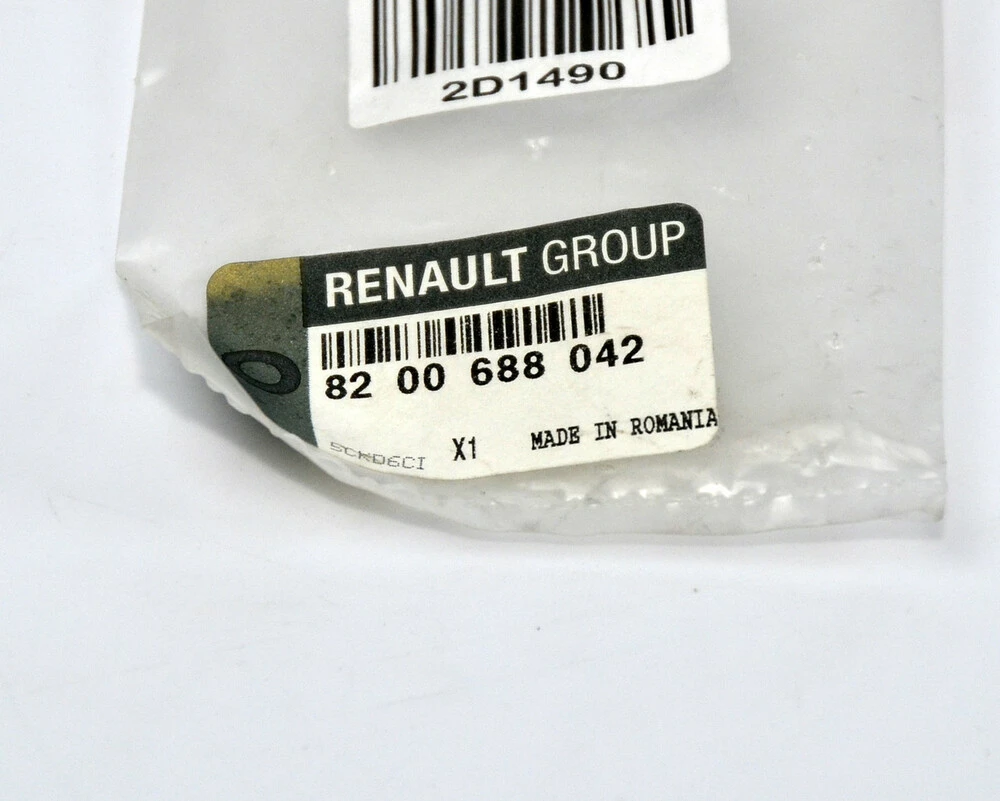 2D1490
RENAULT GROUP
82 00 688 042
X1 MADE IN ROMANIA
5CKD6CI